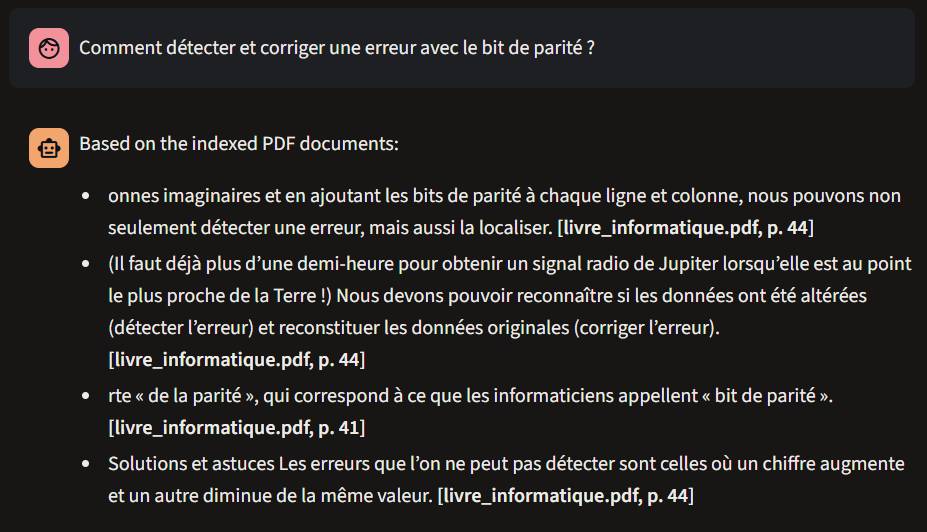 Comment détecter et corriger une erreur avec le bit de parité ?
Based on the indexed PDF documents:
• onnes imaginaires et en ajoutant les bits de parité à chaque ligne et colonne, nous pouvons non
seulement détecter une erreur, mais aussi la localiser. [livre_informatique.pdf, p. 44]
• (Il faut déjà plus d’une demi-heure pour obtenir un signal radio de Jupiter lorsqu’elle est au point
le plus proche de la Terre !) Nous devons pouvoir reconnaître si les données ont été altérées
(détecter l’erreur) et reconstituer les données originales (corriger l’erreur).
[livre_informatique.pdf, p. 44]
• rte « de la parité », qui correspond à ce que les informaticiens appellent « bit de parité ».
[livre_informatique.pdf, p. 41]
• Solutions et astuces Les erreurs que l’on ne peut pas détecter sont celles où un chiffre augmente
et un autre diminue de la même valeur. [livre_informatique.pdf, p. 44]